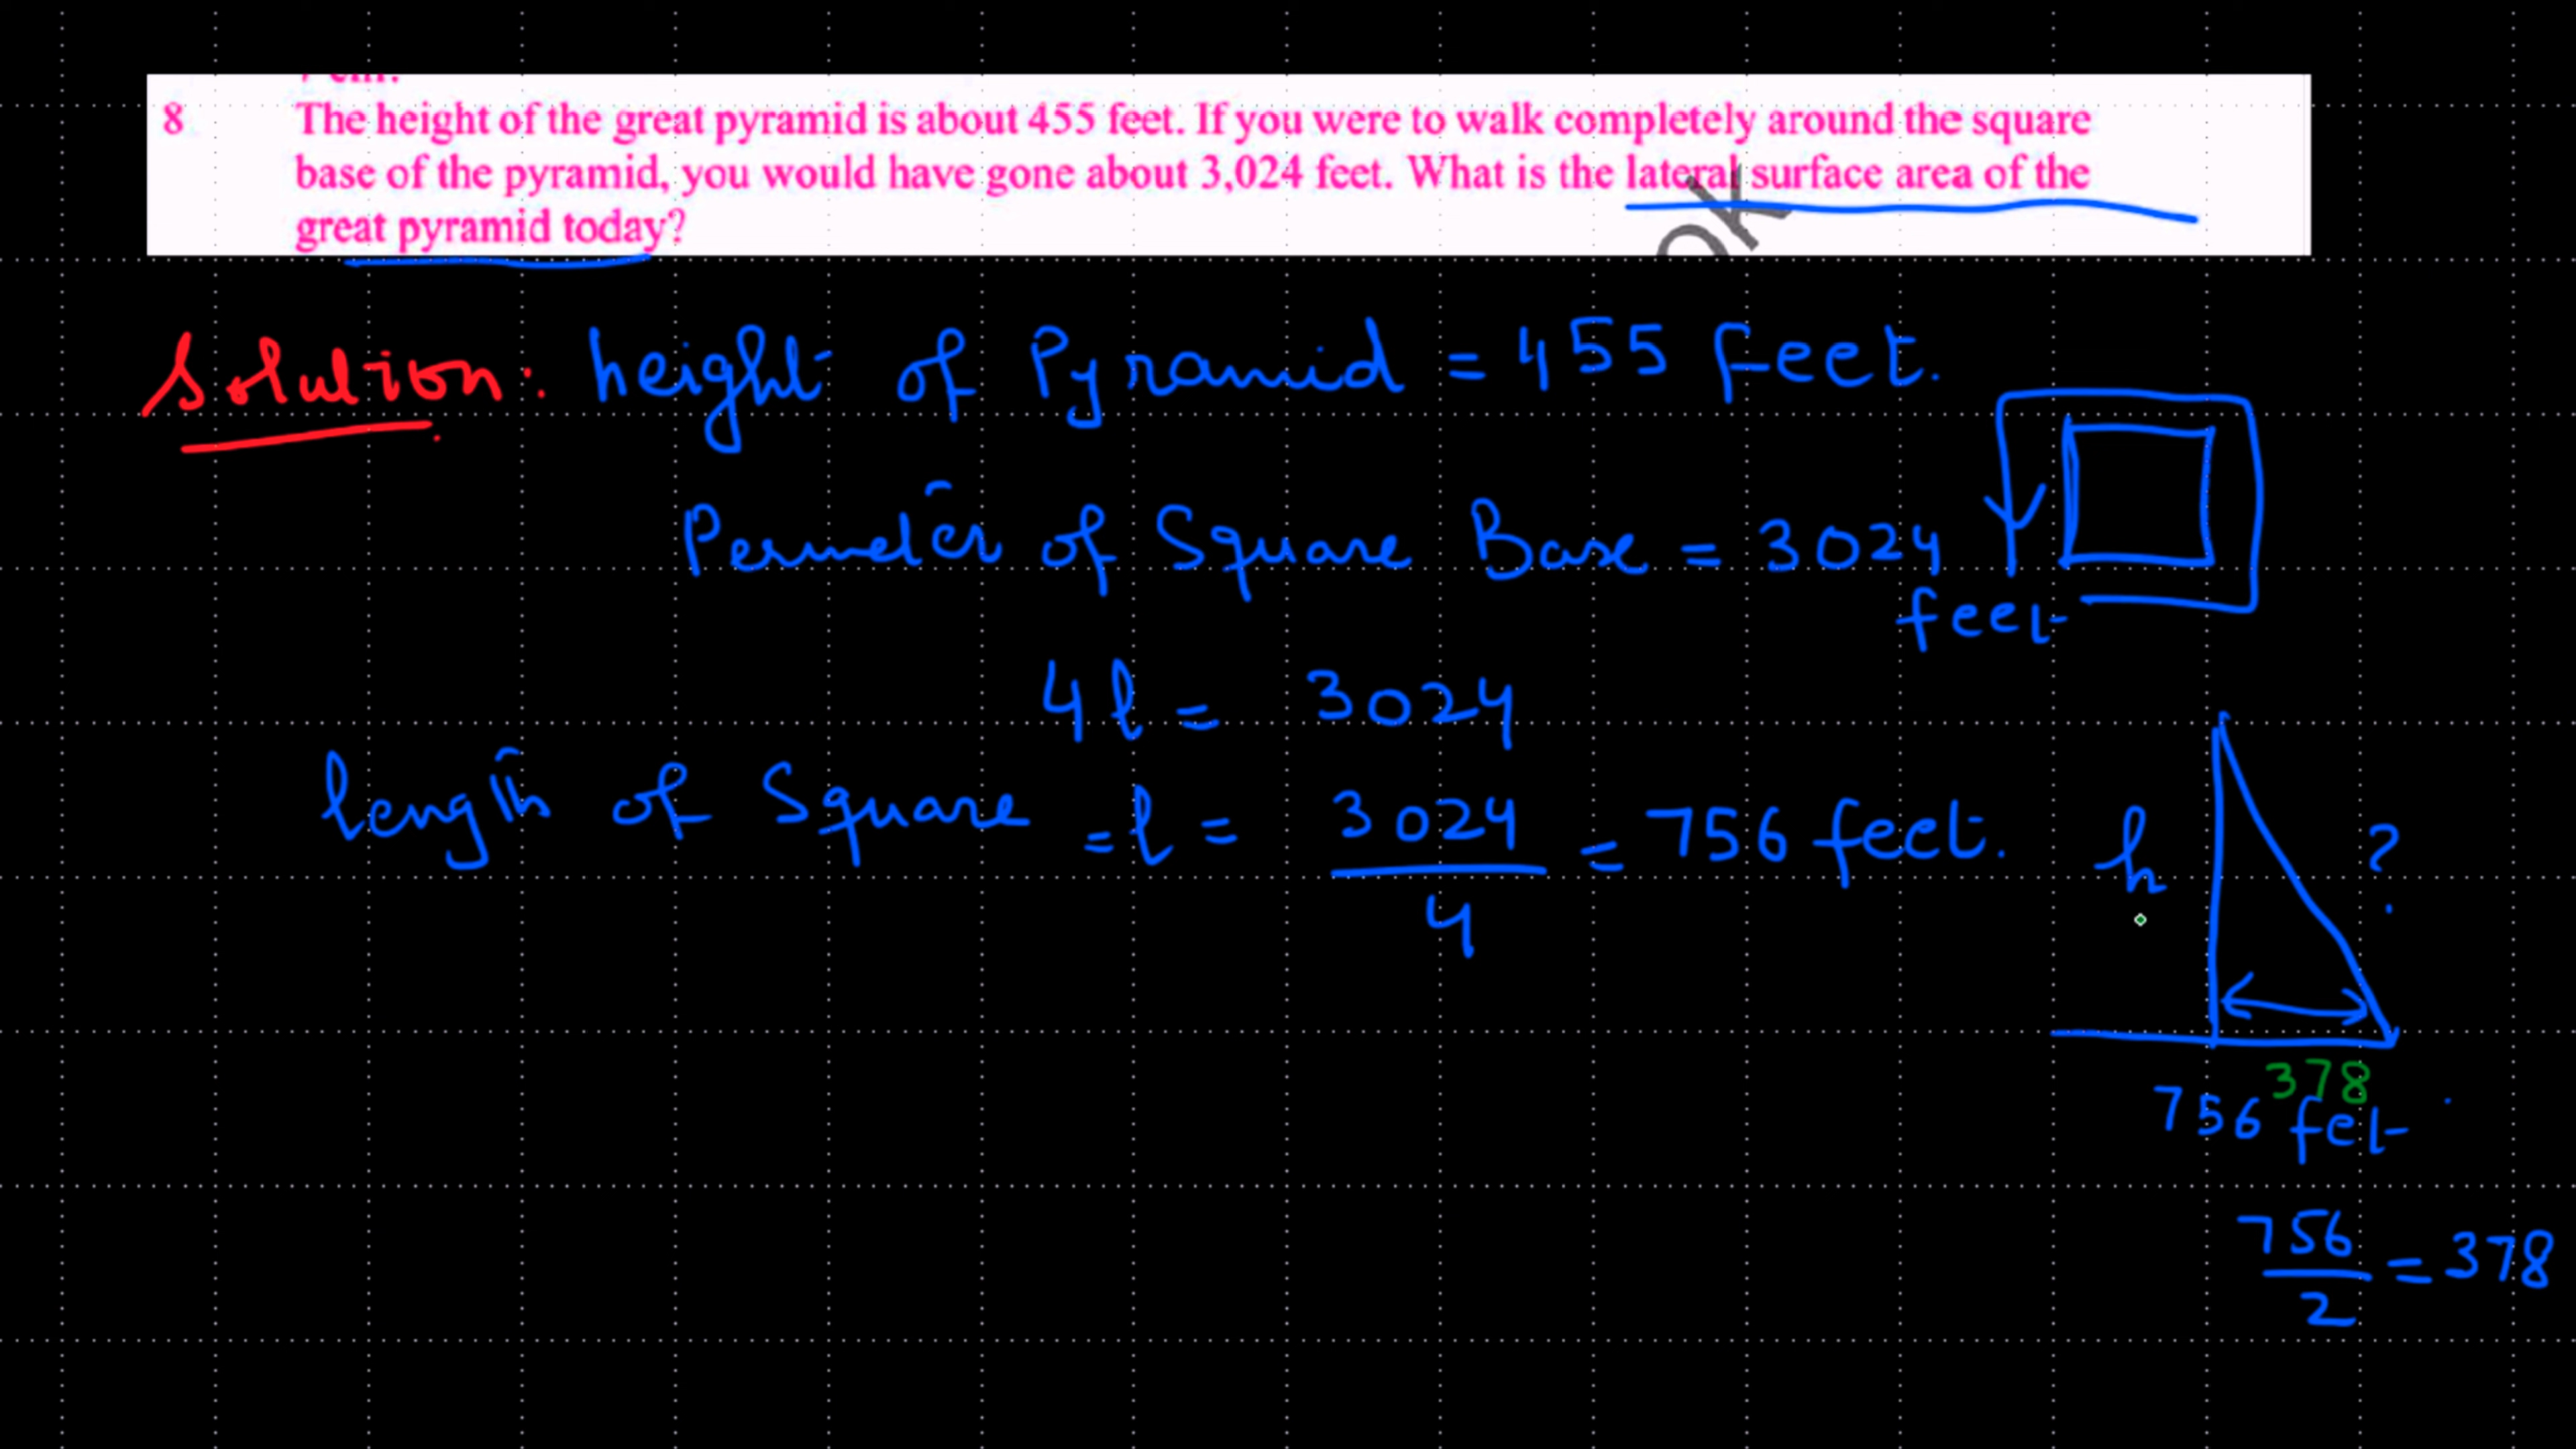 8 The height of the great pyramid is about 455 feet. If you were to walk completely around the square
base of the pyramid, you would have gone about 3,024 feet. What is the lateral surface area of the
great pyramid today?
Solution: height of Pyramid = 455 feet.
Permeter of Square Base = 3024
feet
4l = 3024
length of Square = l = 3024/4 = 756 feet.
h
?
378
756 feet
756/2 = 378